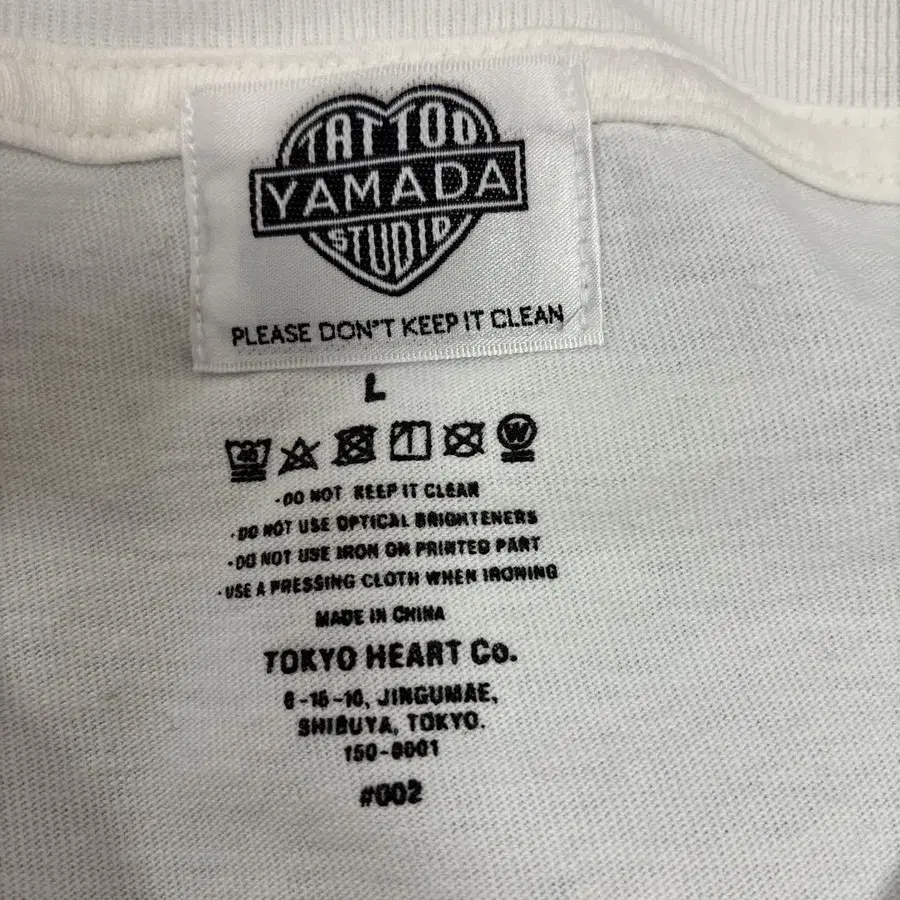 TATTOO
YAMADA
STUDIO
PLEASE DON'T KEEP IT CLEAN
L
40
W
·DO NOT KEEP IT CLEAN
·DO NOT USE OPTICAL BRIGHTENERS
·DO NOT USE IRON ON PRINTED PART
·USE A PRESSING CLOTH WHEN IRONING
MADE IN CHINA
TOKYO HEART Co.
6-16-10, JINGUMAE,
SHIBUYA, TOKYO.
150-0001
#002